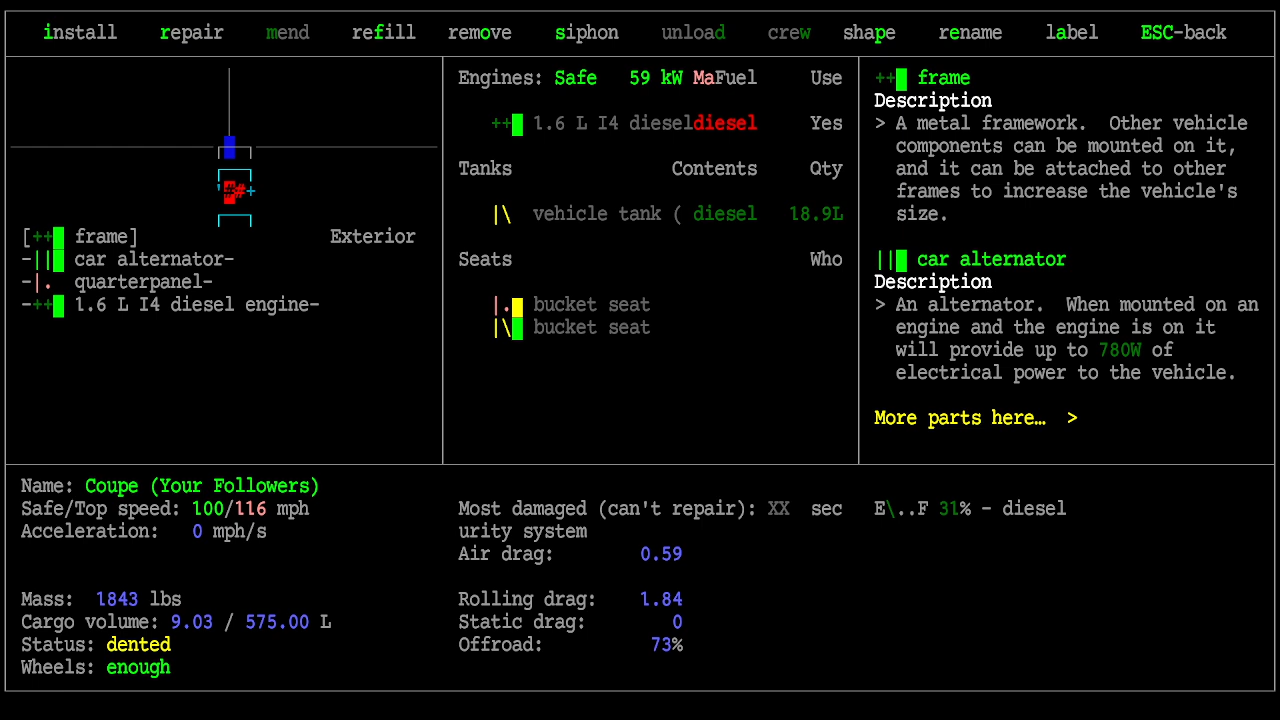 install repair mend refill remove siphon unload crew shape rename label ESC-back
[++ frame] Exterior
-|| car alternator-
-|. quarterpanel-
-++ 1.6 L I4 diesel engine-
Engines: Safe 59 kW MaFuel Use
++ 1.6 L I4 dieseldiesel Yes
Tanks Contents Qty
|\ vehicle tank ( diesel 18.9L
Seats Who
|. bucket seat
|\ bucket seat
++ frame
Description
> A metal framework. Other vehicle
components can be mounted on it,
and it can be attached to other
frames to increase the vehicle's
size.
|| car alternator
Description
> An alternator. When mounted on an
engine and the engine is on it
will provide up to 780W of
electrical power to the vehicle.
More parts here… >
Name: Coupe (Your Followers)
Safe/Top speed: 100/116 mph
Acceleration: 0 mph/s
Mass: 1843 lbs
Cargo volume: 9.03 / 575.00 L
Status: dented
Wheels: enough
Most damaged (can't repair): XX sec
urity system
Air drag: 0.59
Rolling drag: 1.84
Static drag: 0
Offroad: 73%
E\..F 31% - diesel